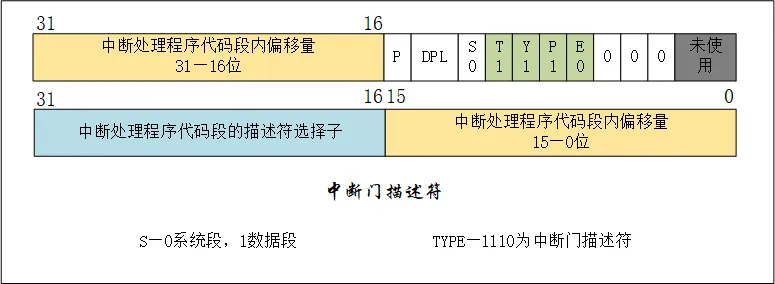 31 16
中断处理程序代码段内偏移量
31—16位
P DPL S 0 T 1 Y 1 P 1 E 0 0 0 0 未使用
31 16 15 0
中断处理程序代码段的描述符选择子
中断处理程序代码段内偏移量
15—0位
中断门描述符
S—0系统段，1数据段 TYPE—1110为中断门描述符